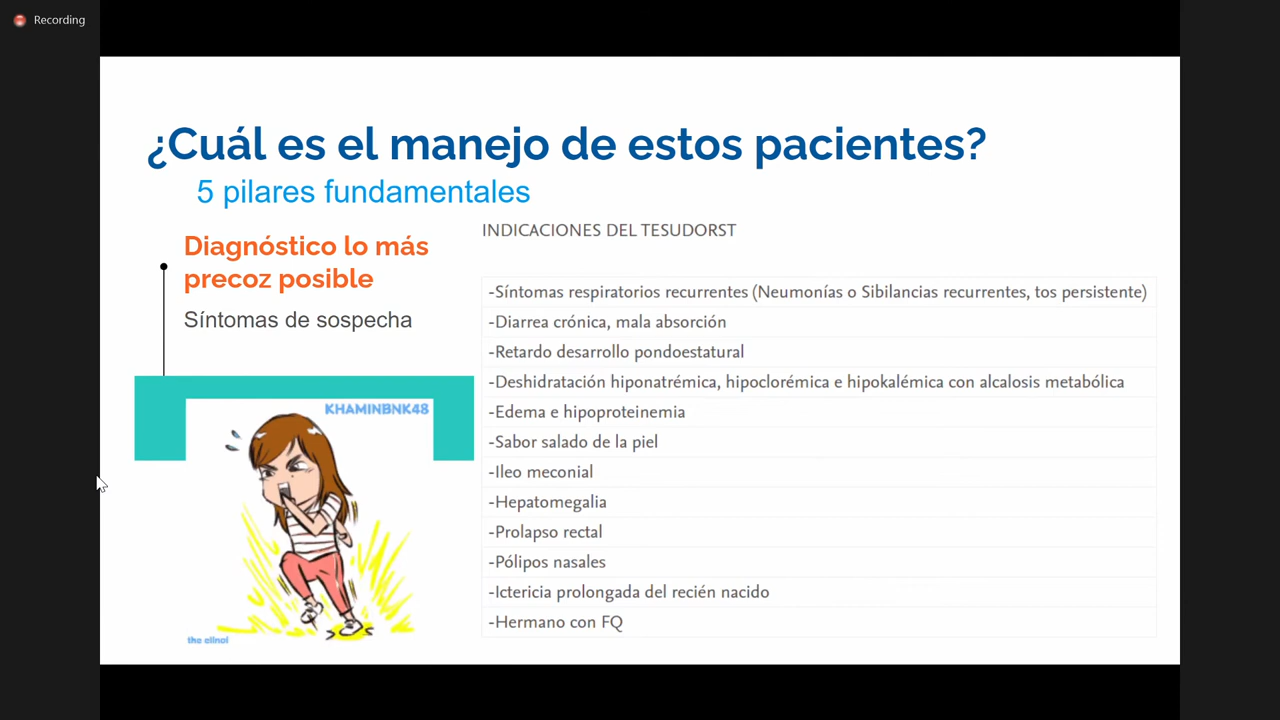 Recording
¿Cuál es el manejo de estos pacientes?
5 pilares fundamentales
Diagnóstico lo más
precoz posible
Síntomas de sospecha
KHAMINBNK48
the ellnol
INDICACIONES DEL TESUDORST
-Síntomas respiratorios recurrentes (Neumonías o Sibilancias recurrentes, tos persistente)
-Diarrea crónica, mala absorción
-Retardo desarrollo pondoestatural
-Deshidratación hiponatrémica, hipoclorémica e hipokalémica con alcalosis metabólica
-Edema e hipoproteinemia
-Sabor salado de la piel
-Ileo meconial
-Hepatomegalia
-Prolapso rectal
-Pólipos nasales
-Ictericia prolongada del recién nacido
-Hermano con FQ